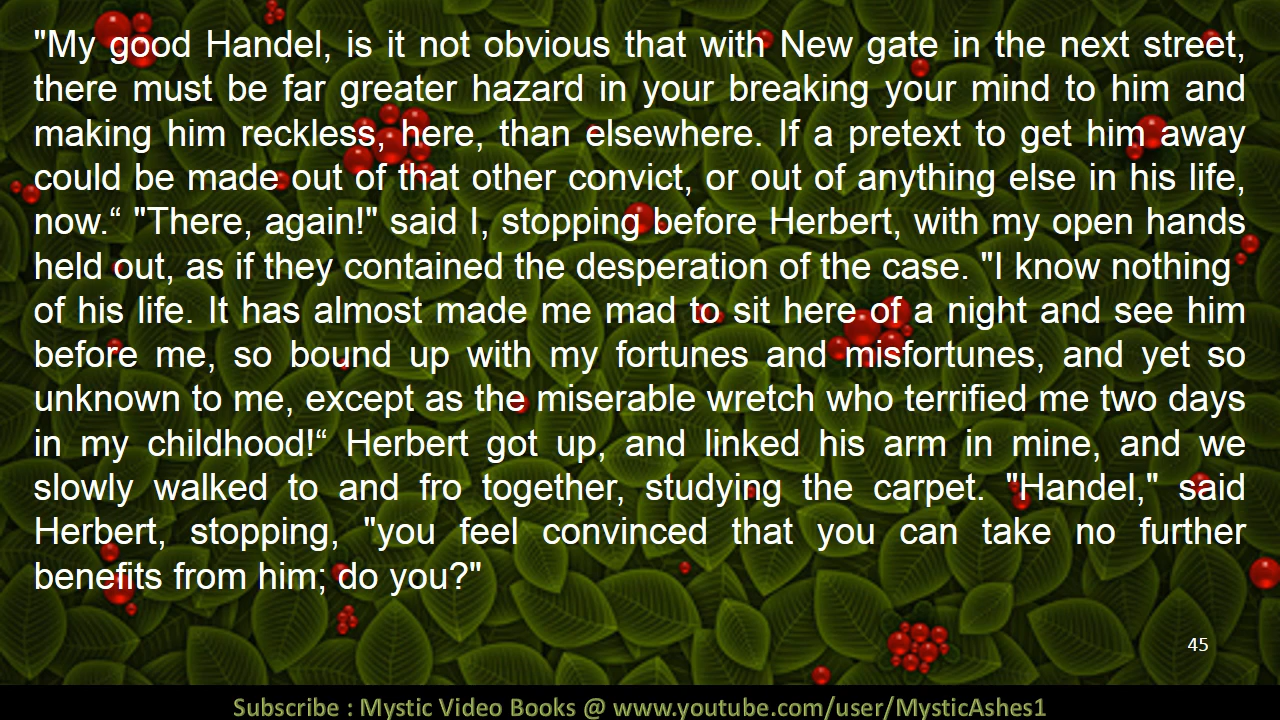 "My good Handel, is it not obvious that with New gate in the next street,
there must be far greater hazard in your breaking your mind to him and
making him reckless, here, than elsewhere. If a pretext to get him away
could be made out of that other convict, or out of anything else in his life,
now.“ "There, again!" said I, stopping before Herbert, with my open hands
held out, as if they contained the desperation of the case. "I know nothing
of his life. It has almost made me mad to sit here of a night and see him
before me, so bound up with my fortunes and misfortunes, and yet so
unknown to me, except as the miserable wretch who terrified me two days
in my childhood!“ Herbert got up, and linked his arm in mine, and we
slowly walked to and fro together, studying the carpet. "Handel," said
Herbert, stopping, "you feel convinced that you can take no further
benefits from him; do you?"
45
Subscribe : Mystic Video Books @ www.youtube.com/user/MysticAshes1